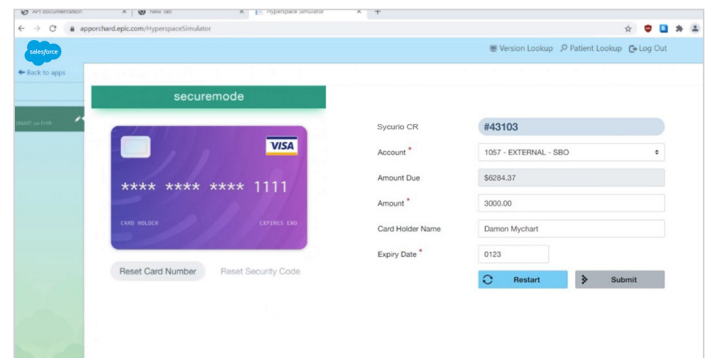 API documentation
New Tab
Hyperspace Simulator
apporchard.epic.com/HyperspaceSimulator
salesforce
Version Lookup Patient Lookup Log Out
Back to apps
securemode
VISA
**** **** **** 1111
CARD HOLDER EXPIRES END
Reset Card Number Reset Security Code
Sycurio CR #43103
Account * 1057 - EXTERNAL - SBO
Amount Due $6284.37
Amount * 3000.00
Card Holder Name Damon Mychart
Expiry Date * 0123
Restart Submit